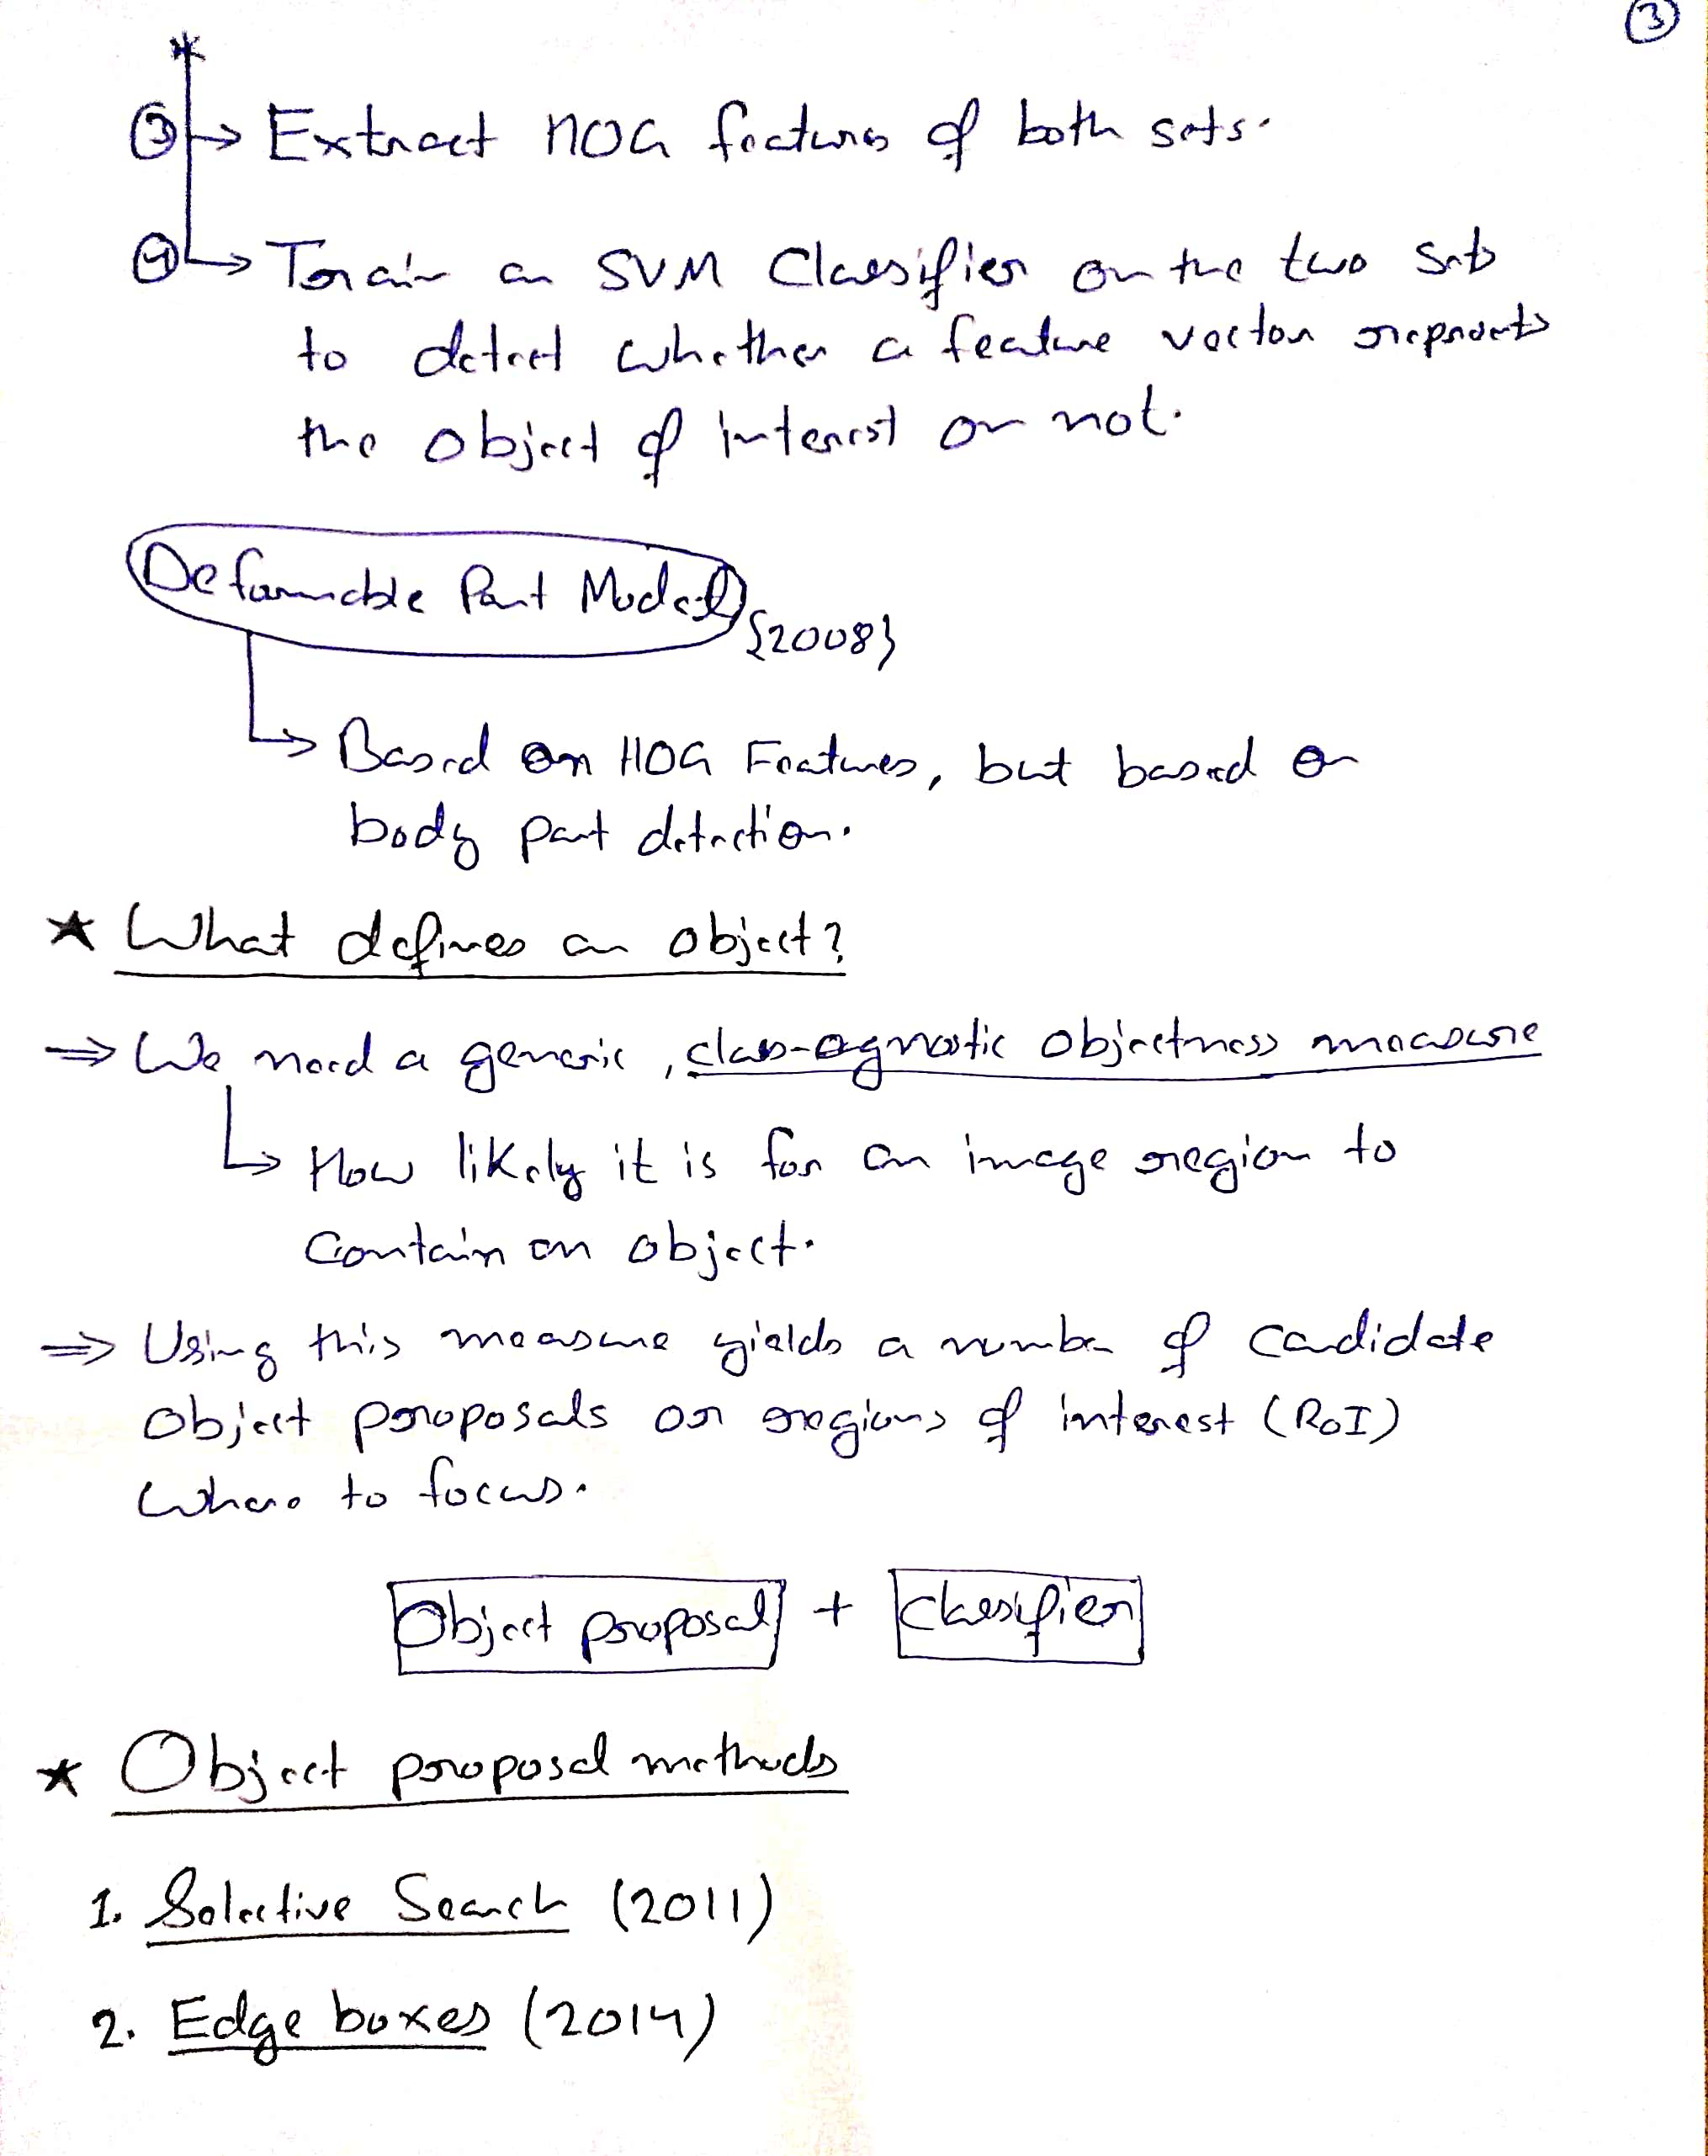 ③
*
③ → Extract HOG features of both sets.
④ → Train an SVM Classifier on the two sets
to detect whether a feature vector represents
the object of interest or not.
Deformable Part Model {2008}
↳ Based on HOG Features, but based on
body part detection.
★ What defines an object?
⇒ We need a generic, class-agnostic objectness measure
↳ How likely it is for an image region to
contain an object.
⇒ Using this measure yields a number of candidate
object proposals or regions of interest (RoI)
where to focus.
Object proposal + Classifier
★ Object proposal methods
1. Selective Search (2011)
2. Edge boxes (2014)